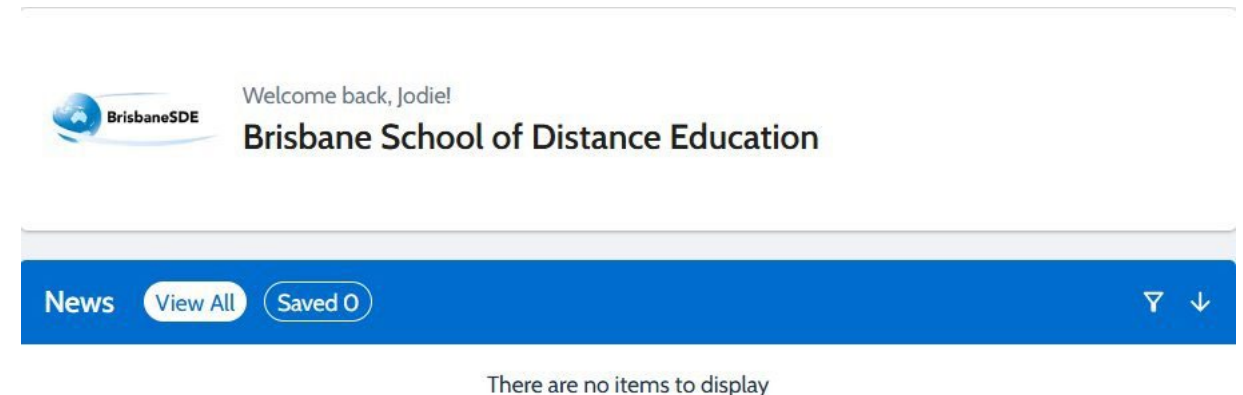 BrisbaneSDE
Welcome back, Jodie!
Brisbane School of Distance Education
News View All Saved 0
There are no items to display